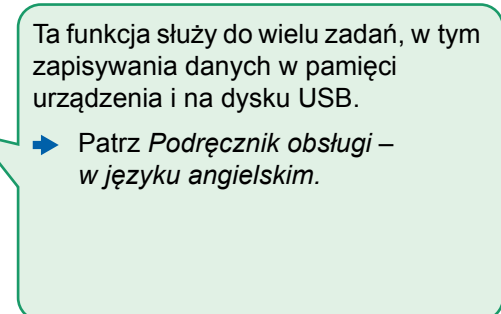 Ta funkcja służy do wielu zadań, w tym
zapisywania danych w pamięci
urządzenia i na dysku USB.
Patrz Podręcznik obsługi –
w języku angielskim.